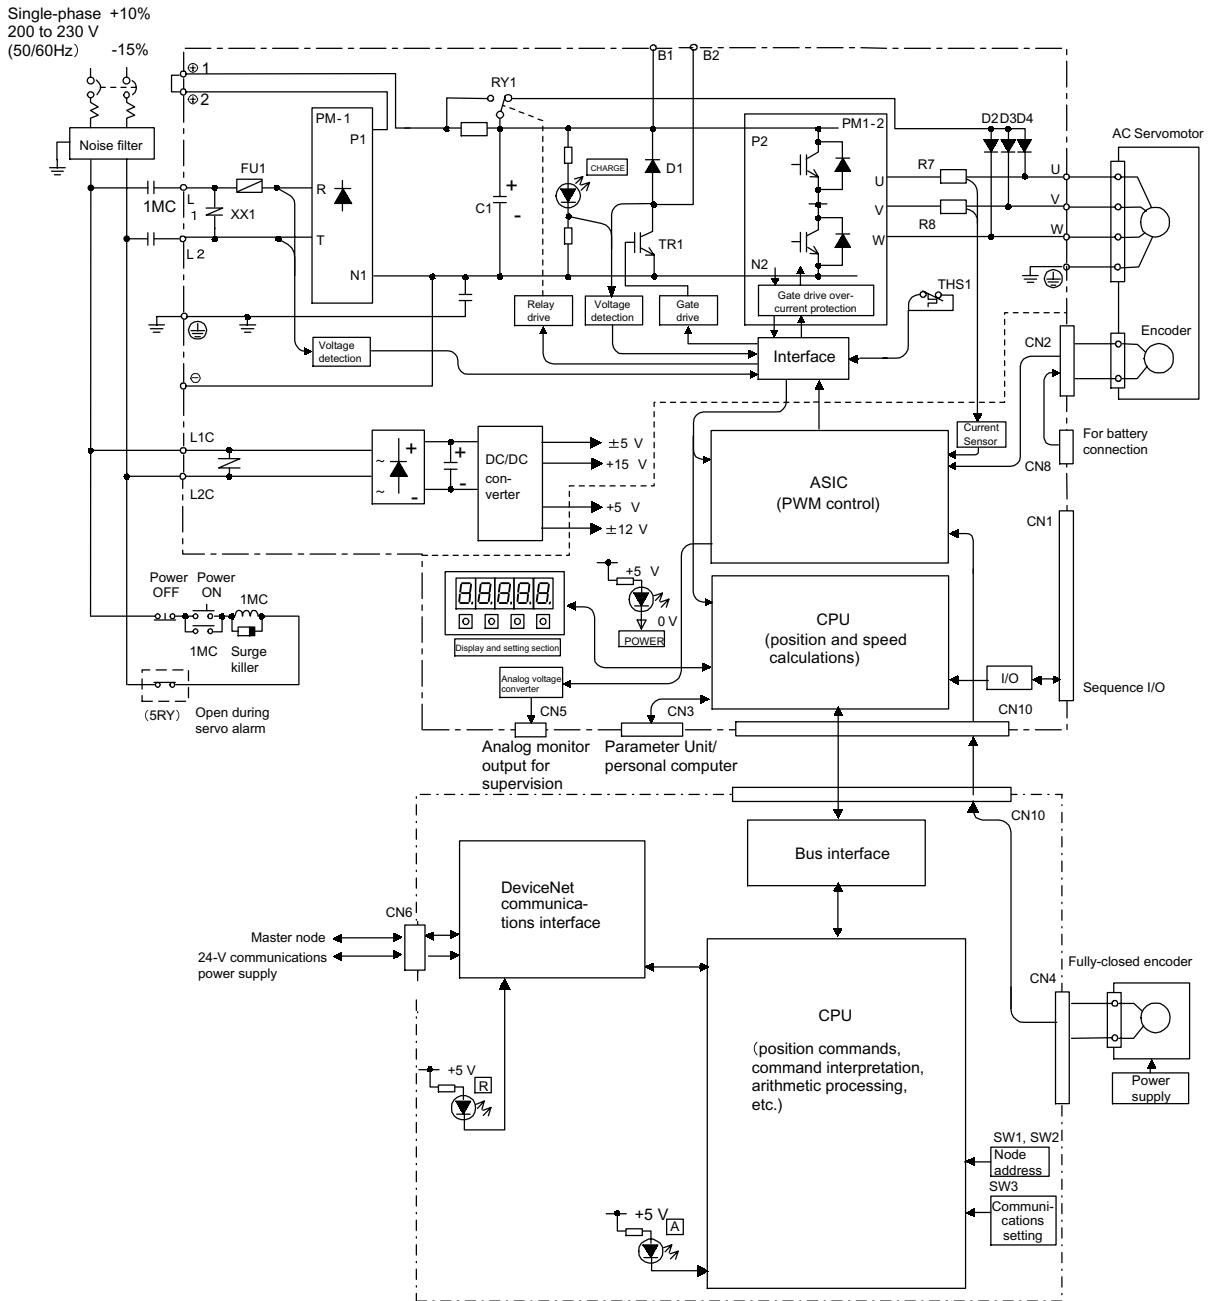 Single-phase +10%
200 to 230 V
(50/60Hz) -15%
⊕ 1
⊕ 2
B1 B2
RY1
PM-1
P1
PM1-2
P2
D2 D3 D4
AC Servomotor
Noise filter
FU1
R
CHARGE
D1
R7
U
U
1MC
L
1
XX1
C1
+
-
V
V
R8
W
W
T
L 2
TR1
N1
N2
THS1
Relay
drive
Voltage
detection
Gate
drive
Gate drive over-
current protection
Voltage
detection
Interface
CN2
Encoder
⊖
L1C
L2C
~
~
+
-
+
-
DC/DC
con-
verter
±5 V
+15 V
+5 V
±12 V
Current
Sensor
For battery
connection
CN8
ASIC
(PWM control)
CN1
Power
OFF
Power
ON
1MC
1MC
Surge
killer
(5RY)
Open during
servo alarm
8.8.8.8.8.
Display and setting section
+5 V
0 V
POWER
CPU
(position and speed
calculations)
Analog voltage
converter
I/O
Sequence I/O
CN5
CN3
CN10
Analog monitor
output for
supervision
Parameter Unit/
personal computer
CN10
Bus interface
DeviceNet
communica-
tions interface
CN6
Master node
24-V communications
power supply
CPU
(position commands,
command interpretation,
arithmetic processing,
etc.)
Fully-closed encoder
CN4
Power
supply
+5 V
R
SW1, SW2
Node
address
SW3
Communi-
cations
setting
+5 V
A